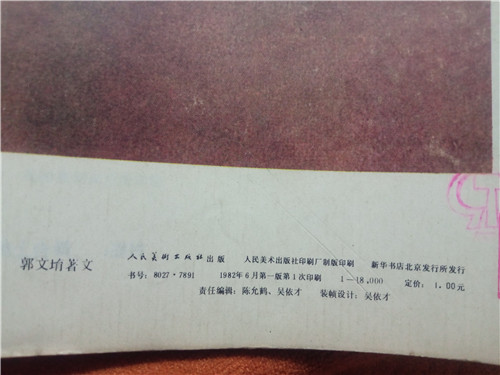 郭文堉著文
人民美术出版社出版 人民美术出版社印刷厂制版印刷 新华书店北京发行所发行
书号：8027·7891 1982年6月第一版第1次印刷 1—18,000 定价：1.00元
责任编辑：陈允鹤、吴依才 装帧设计：吴依才